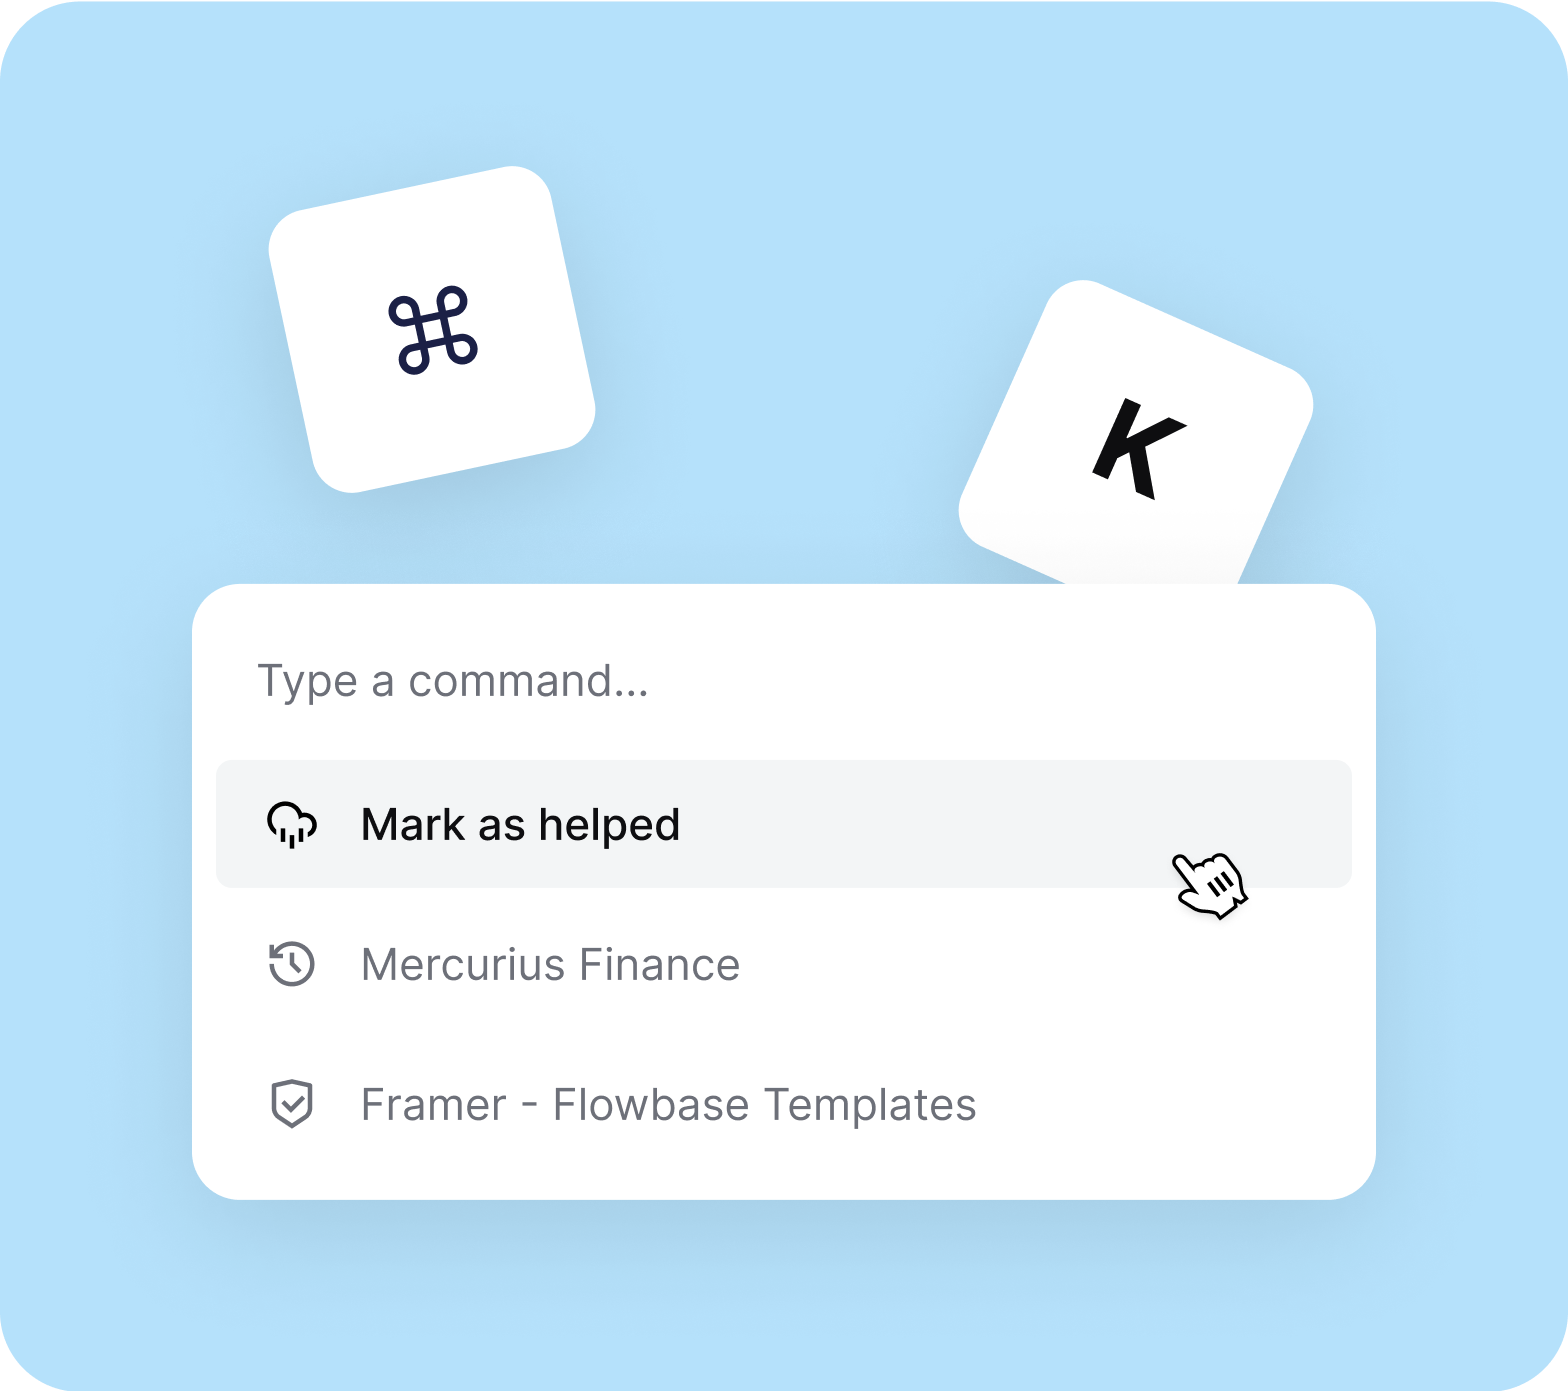 ⌘
K
Type a command...
Mark as helped
Mercurius Finance
Framer - Flowbase Templates